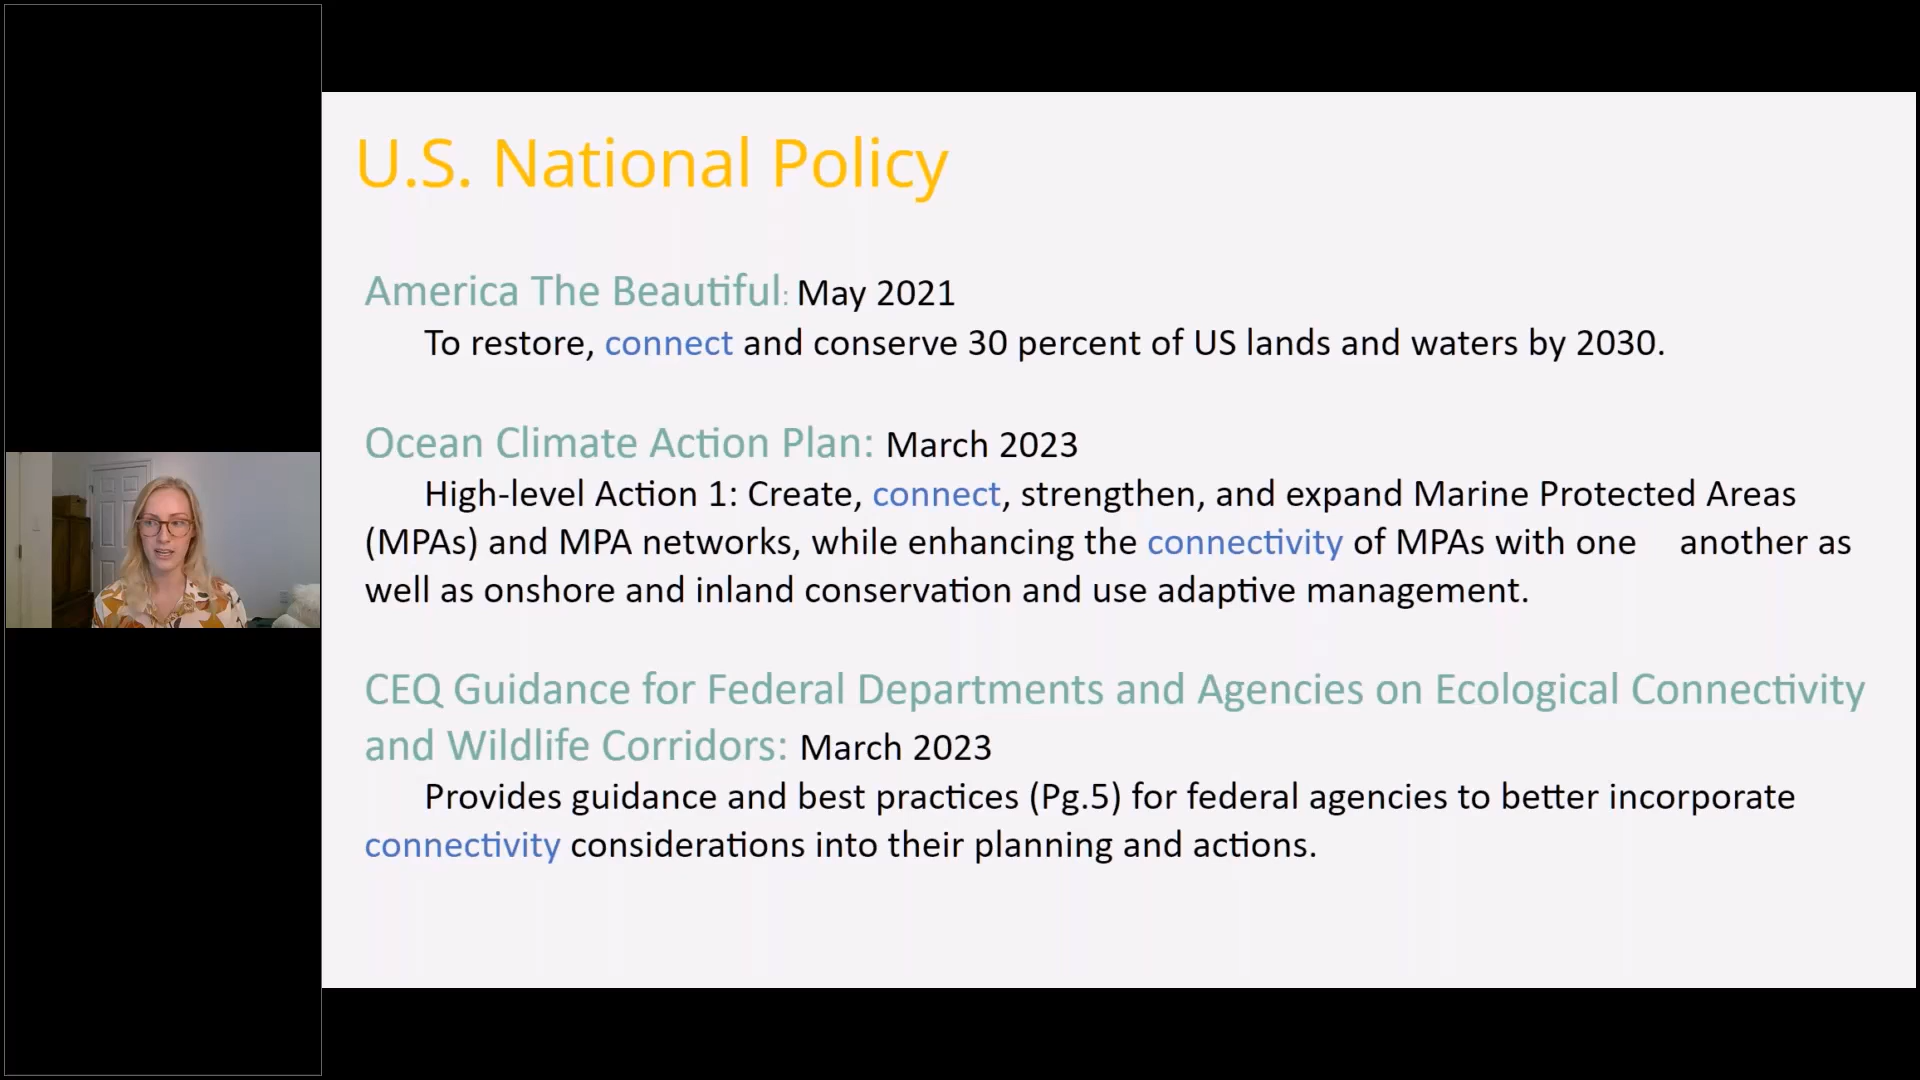 U.S. National Policy
America The Beautiful: May 2021
To restore, connect and conserve 30 percent of US lands and waters by 2030.
Ocean Climate Action Plan: March 2023
High-level Action 1: Create, connect, strengthen, and expand Marine Protected Areas
(MPAs) and MPA networks, while enhancing the connectivity of MPAs with one another as
well as onshore and inland conservation and use adaptive management.
CEQ Guidance for Federal Departments and Agencies on Ecological Connectivity
and Wildlife Corridors: March 2023
Provides guidance and best practices (Pg.5) for federal agencies to better incorporate
connectivity considerations into their planning and actions.